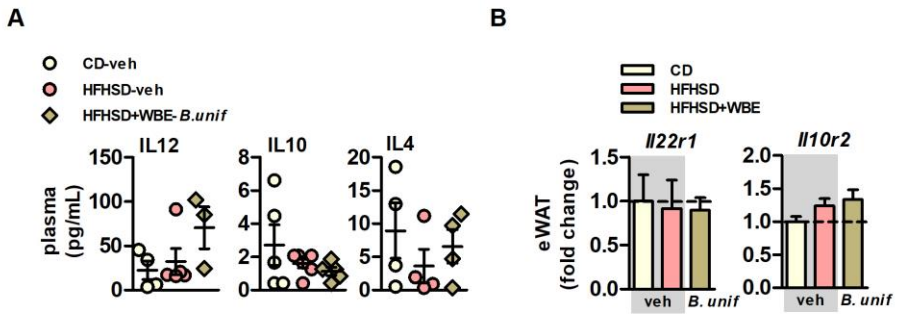 A
CD-veh
HFHSD-veh
HFHSD+WBE-B.unif
IL12
IL10
IL4
plasma
(pg/mL)
150
100
50
0
8
6
4
2
0
20
15
10
5
0
B
CD
HFHSD
HFHSD+WBE
Il22r1
Il10r2
eWAT
(fold change)
1.5
1.0
0.5
0.0
2.0
1.5
1.0
0.5
0.0
veh B. unif
veh B. unif